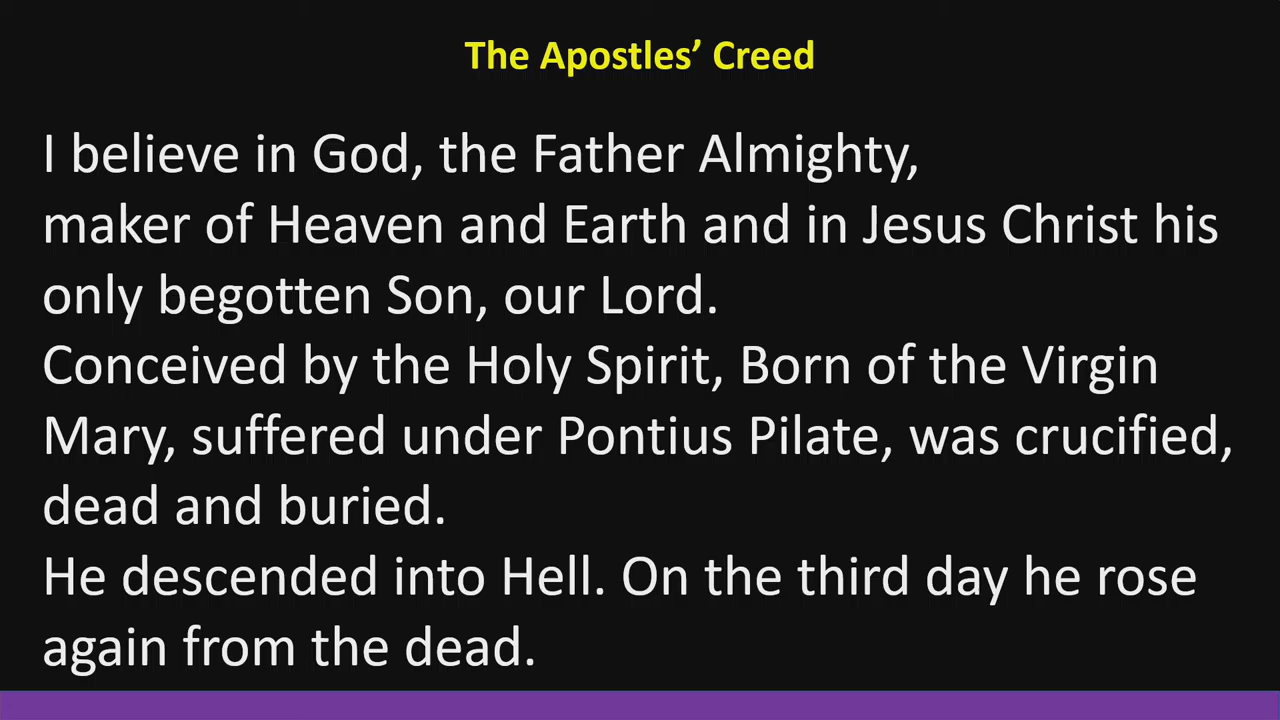 The Apostles’ Creed
I believe in God, the Father Almighty,
maker of Heaven and Earth and in Jesus Christ his
only begotten Son, our Lord.
Conceived by the Holy Spirit, Born of the Virgin
Mary, suffered under Pontius Pilate, was crucified,
dead and buried.
He descended into Hell. On the third day he rose
again from the dead.